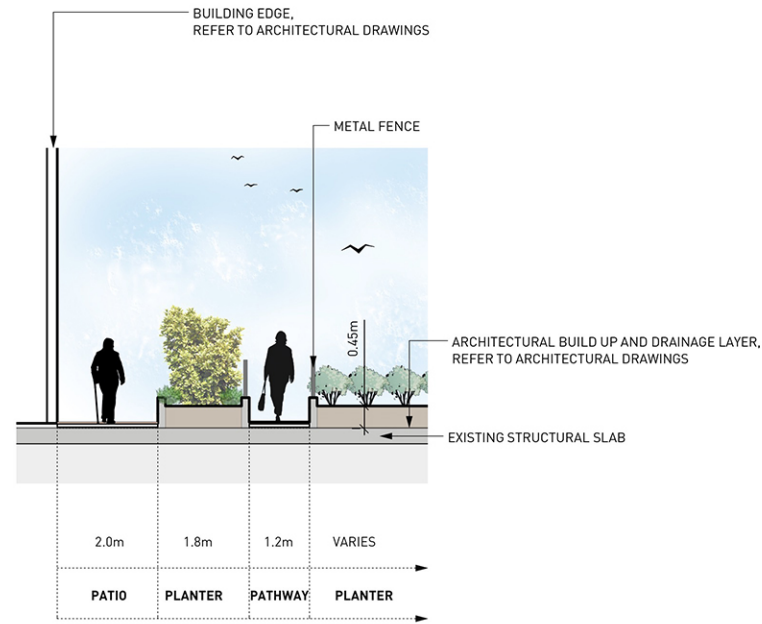 BUILDING EDGE,
REFER TO ARCHITECTURAL DRAWINGS
METAL FENCE
0.45m
ARCHITECTURAL BUILD UP AND DRAINAGE LAYER,
REFER TO ARCHITECTURAL DRAWINGS
EXISTING STRUCTURAL SLAB
2.0m 1.8m 1.2m VARIES
PATIO PLANTER PATHWAY PLANTER